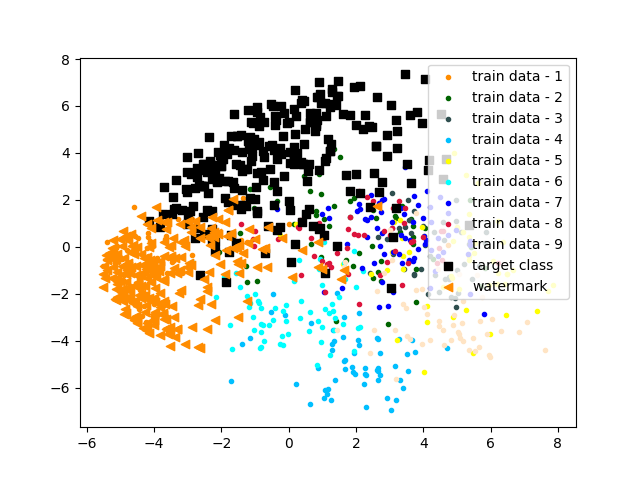 8
6
4
2
0
−2
−4
−6
−6
−4
−2
0
2
4
6
8
train data - 1
train data - 2
train data - 3
train data - 4
train data - 5
train data - 6
train data - 7
train data - 8
train data - 9
target class
watermark